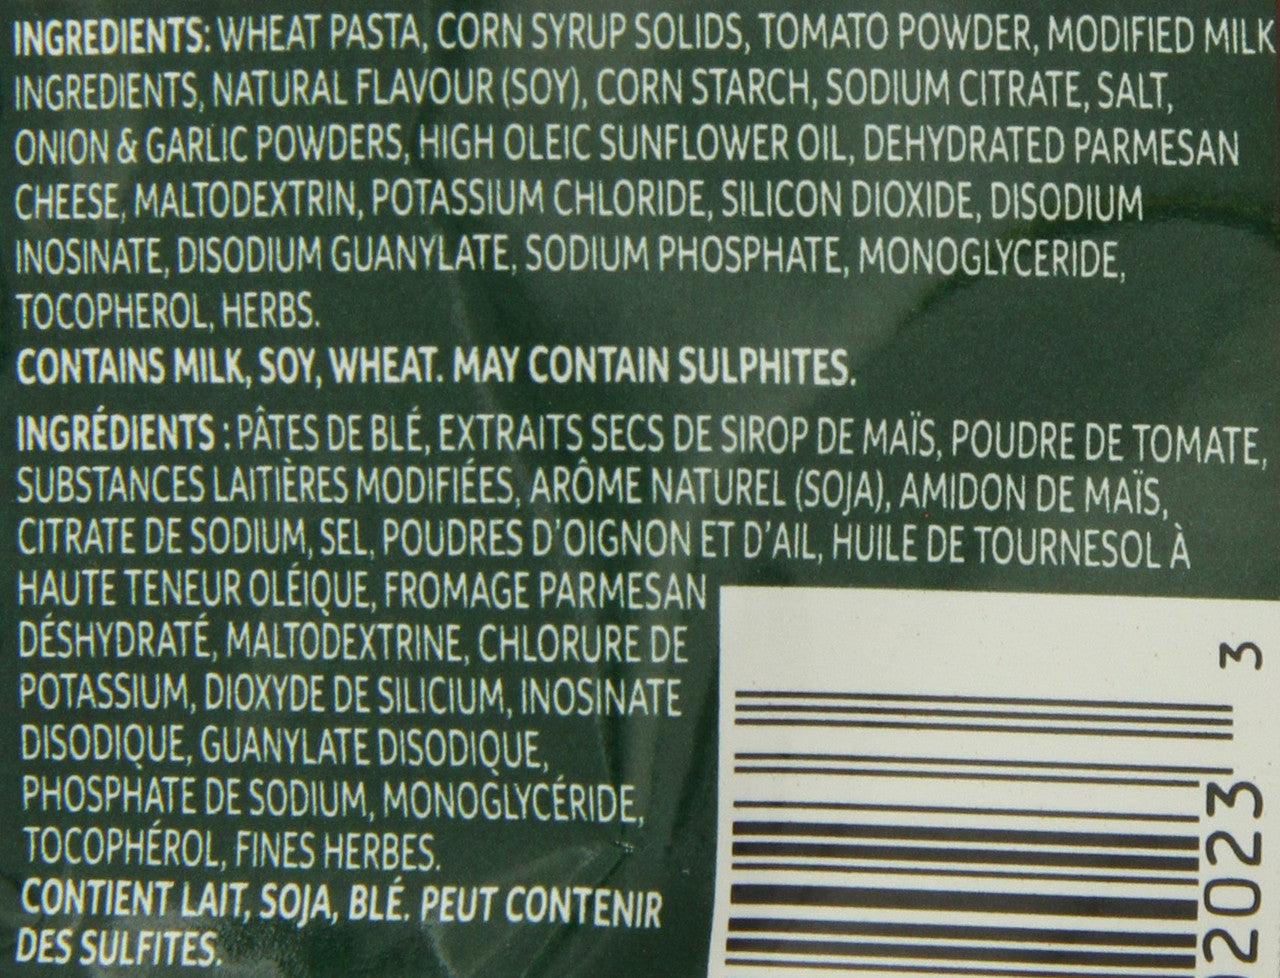 INGREDIENTS: WHEAT PASTA, CORN SYRUP SOLIDS, TOMATO POWDER, MODIFIED MILK
INGREDIENTS, NATURAL FLAVOUR (SOY), CORN STARCH, SODIUM CITRATE, SALT,
ONION & GARLIC POWDERS, HIGH OLEIC SUNFLOWER OIL, DEHYDRATED PARMESAN
CHEESE, MALTODEXTRIN, POTASSIUM CHLORIDE, SILICON DIOXIDE, DISODIUM
INOSINATE, DISODIUM GUANYLATE, SODIUM PHOSPHATE, MONOGLYCERIDE,
TOCOPHEROL, HERBS.
CONTAINS MILK, SOY, WHEAT. MAY CONTAIN SULPHITES.
INGRÉDIENTS : PÂTES DE BLÉ, EXTRAITS SECS DE SIROP DE MAÏS, POUDRE DE TOMATE,
SUBSTANCES LAITIÈRES MODIFIÉES, ARÔME NATUREL (SOJA), AMIDON DE MAÏS,
CITRATE DE SODIUM, SEL, POUDRES D'OIGNON ET D'AIL, HUILE DE TOURNESOL À
HAUTE TENEUR OLÉIQUE, FROMAGE PARMESAN
DÉSHYDRATÉ, MALTODEXTRINE, CHLORURE DE
POTASSIUM, DIOXYDE DE SILICIUM, INOSINATE
DISODIQUE, GUANYLATE DISODIQUE,
PHOSPHATE DE SODIUM, MONOGLYCÉRIDE,
TOCOPHÉROL, FINES HERBES.
CONTIENT LAIT, SOJA, BLÉ. PEUT CONTENIR
DES SULFITES.
2023 3